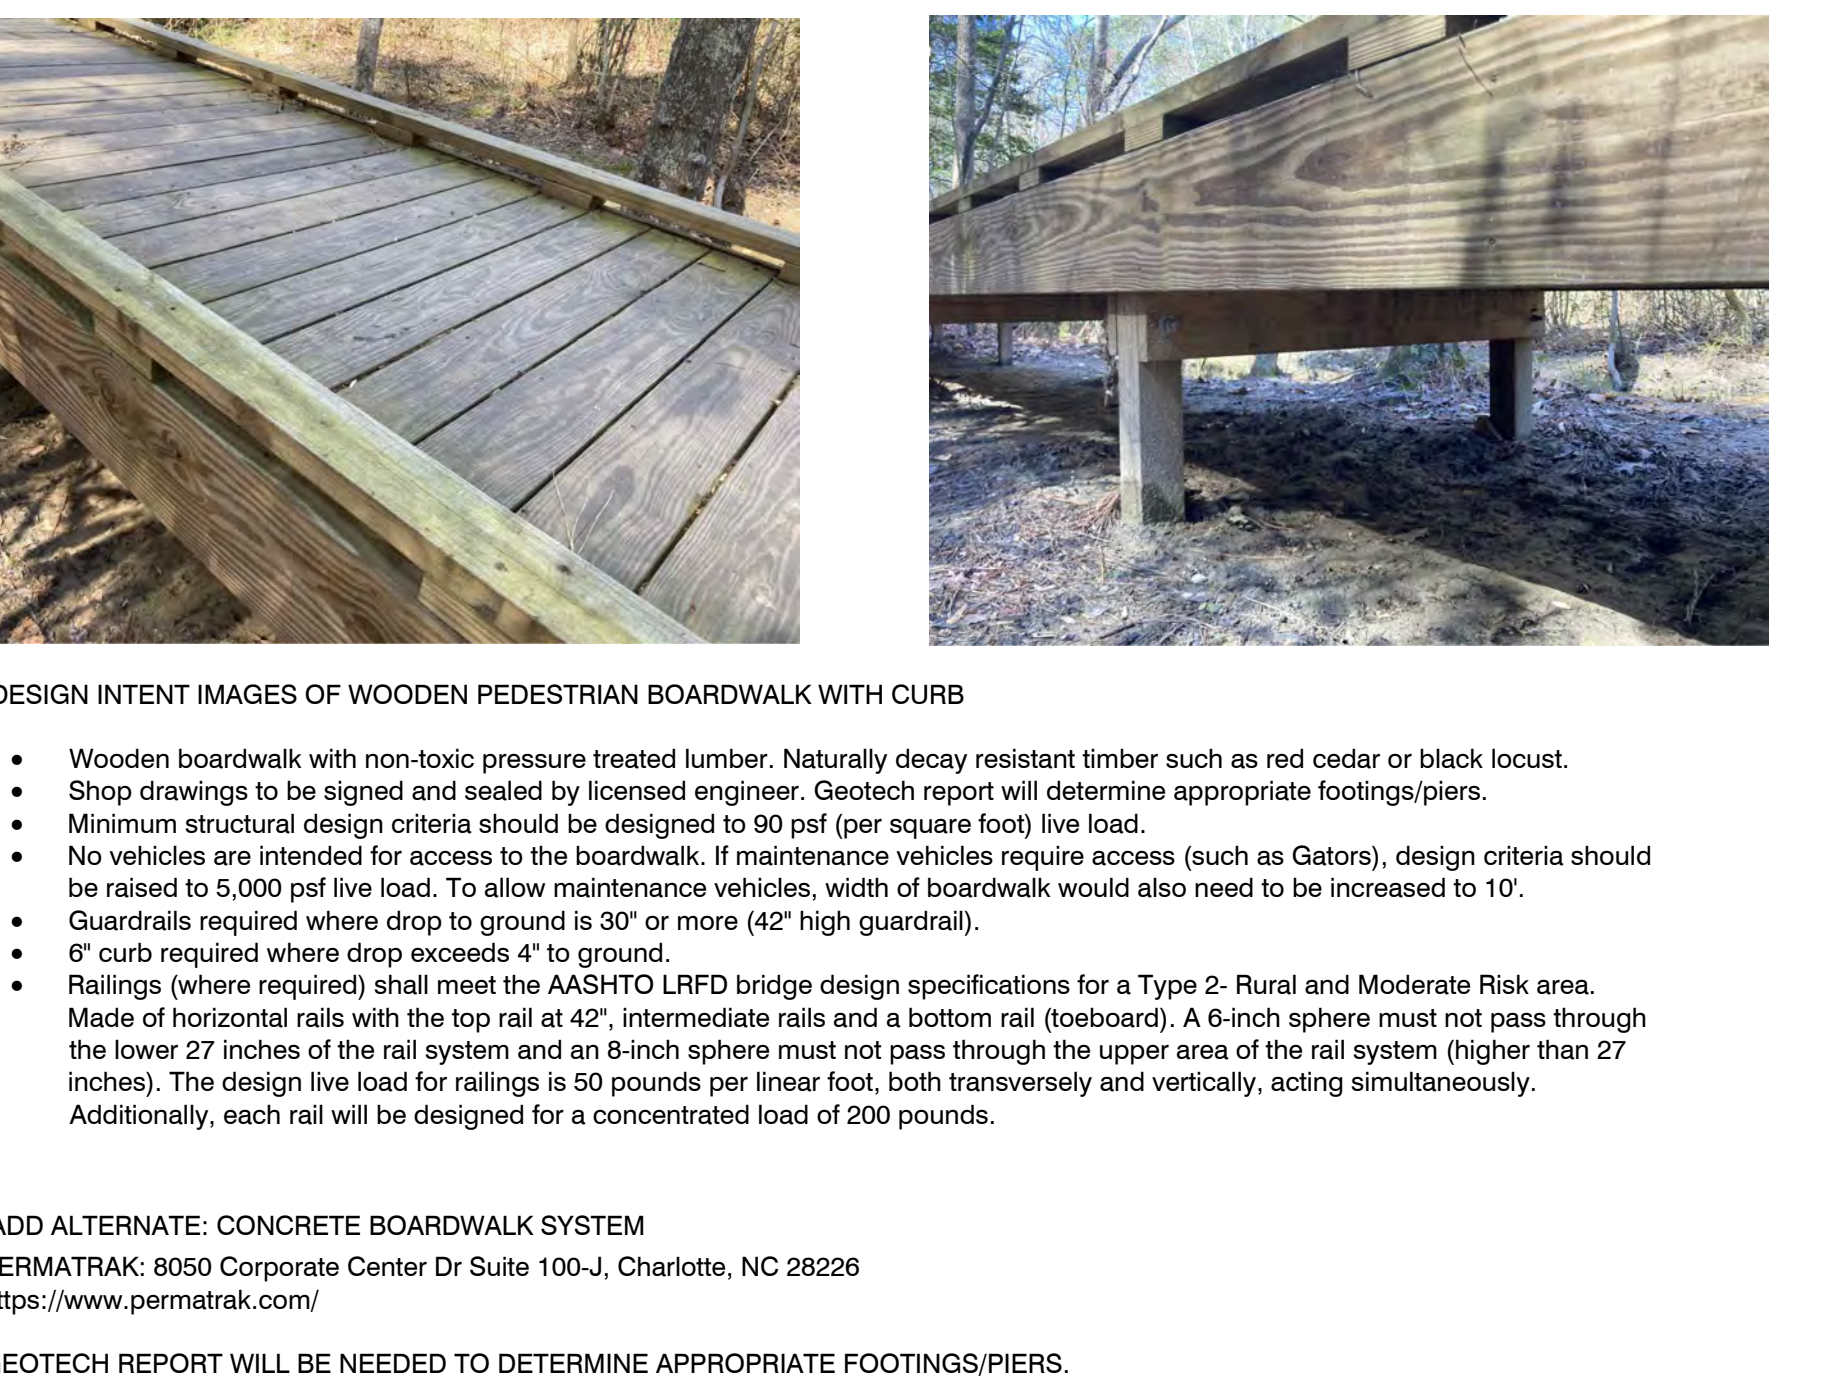 DESIGN INTENT IMAGES OF WOODEN PEDESTRIAN BOARDWALK WITH CURB
• Wooden boardwalk with non-toxic pressure treated lumber. Naturally decay resistant timber such as red cedar or black locust.
• Shop drawings to be signed and sealed by licensed engineer. Geotech report will determine appropriate footings/piers.
• Minimum structural design criteria should be designed to 90 psf (per square foot) live load.
• No vehicles are intended for access to the boardwalk. If maintenance vehicles require access (such as Gators), design criteria should
be raised to 5,000 psf live load. To allow maintenance vehicles, width of boardwalk would also need to be increased to 10'.
• Guardrails required where drop to ground is 30" or more (42" high guardrail).
• 6" curb required where drop exceeds 4" to ground.
• Railings (where required) shall meet the AASHTO LRFD bridge design specifications for a Type 2- Rural and Moderate Risk area.
Made of horizontal rails with the top rail at 42", intermediate rails and a bottom rail (toeboard). A 6-inch sphere must not pass through
the lower 27 inches of the rail system and an 8-inch sphere must not pass through the upper area of the rail system (higher than 27
inches). The design live load for railings is 50 pounds per linear foot, both transversely and vertically, acting simultaneously.
Additionally, each rail will be designed for a concentrated load of 200 pounds.
ADD ALTERNATE: CONCRETE BOARDWALK SYSTEM
ERMATRAK: 8050 Corporate Center Dr Suite 100-J, Charlotte, NC 28226
ttps://www.permatrak.com/
EOTECH REPORT WILL BE NEEDED TO DETERMINE APPROPRIATE FOOTINGS/PIERS.